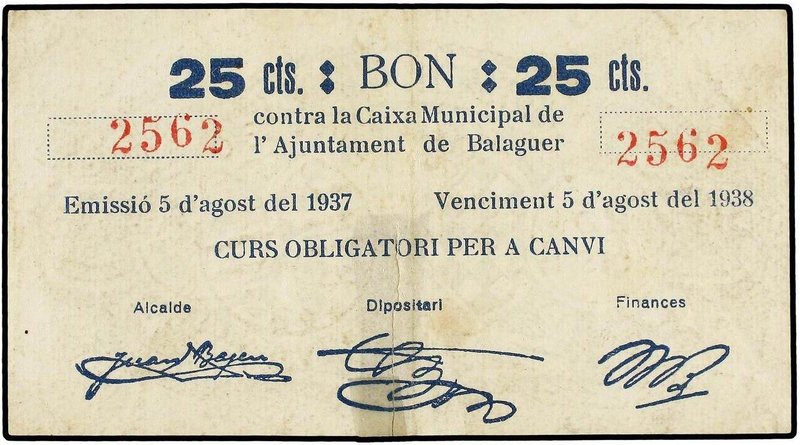 25 cts. : BON : 25 cts.
contra la Caixa Municipal de
2562 l'Ajuntament de Balaguer 2562
Emissió 5 d'agost del 1937 Venciment 5 d'agost del 1938
CURS OBLIGATORI PER A CANVI
Alcalde Dipositari Finances